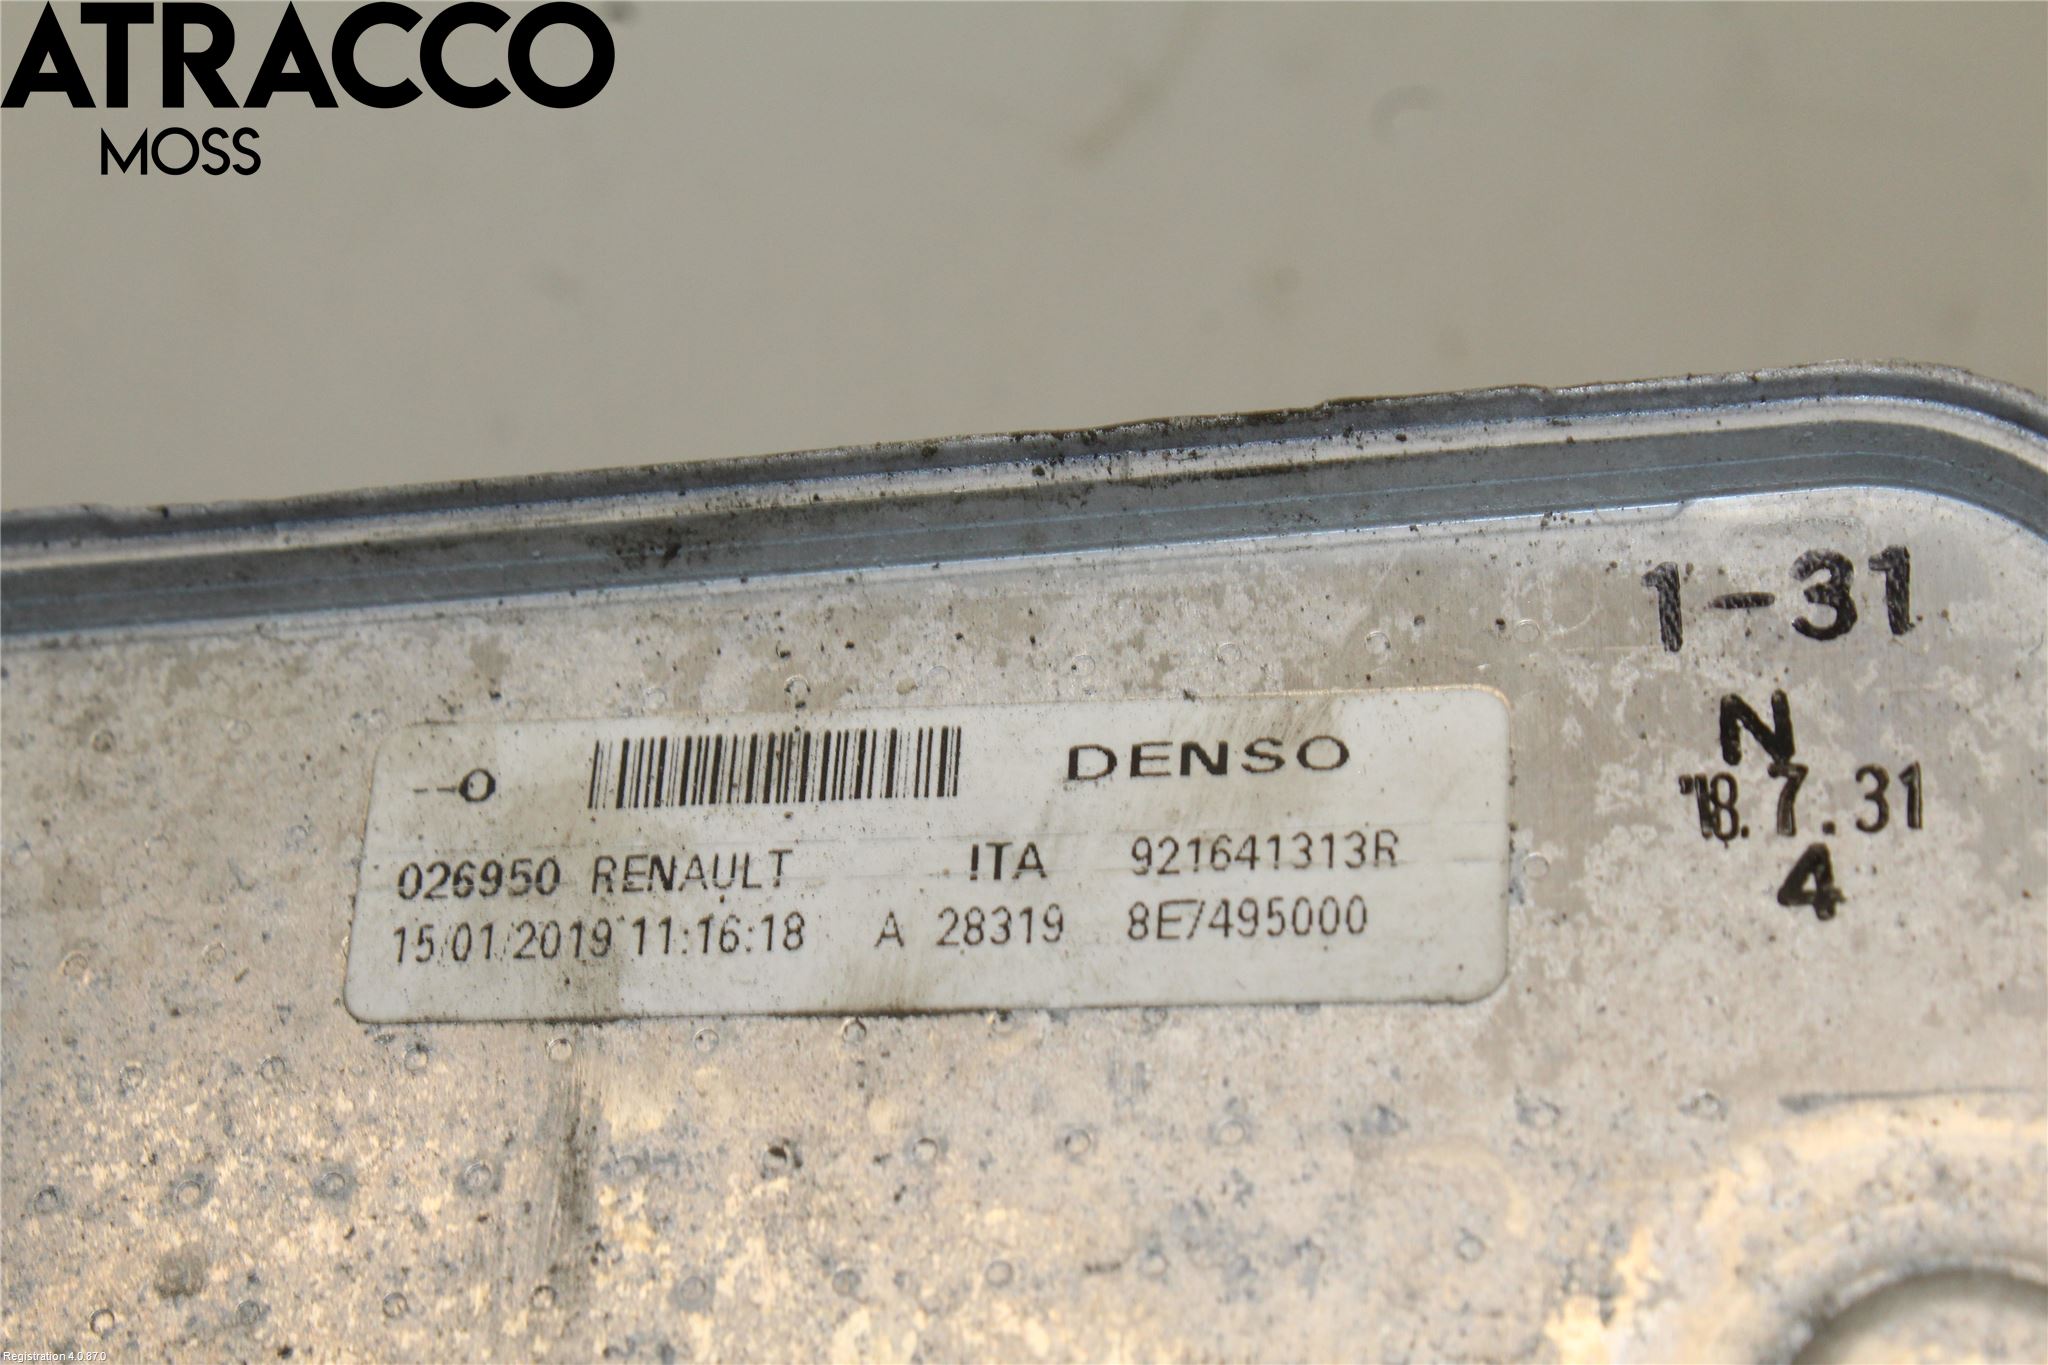 ATRACCO
MOSS
1-31
N
'18.7.31
4
--O DENSO
026950 RENAULT ITA 921641313R
15/01/2019 11:16:18 A 28319 8E7495000
Registration 4.0.87.0